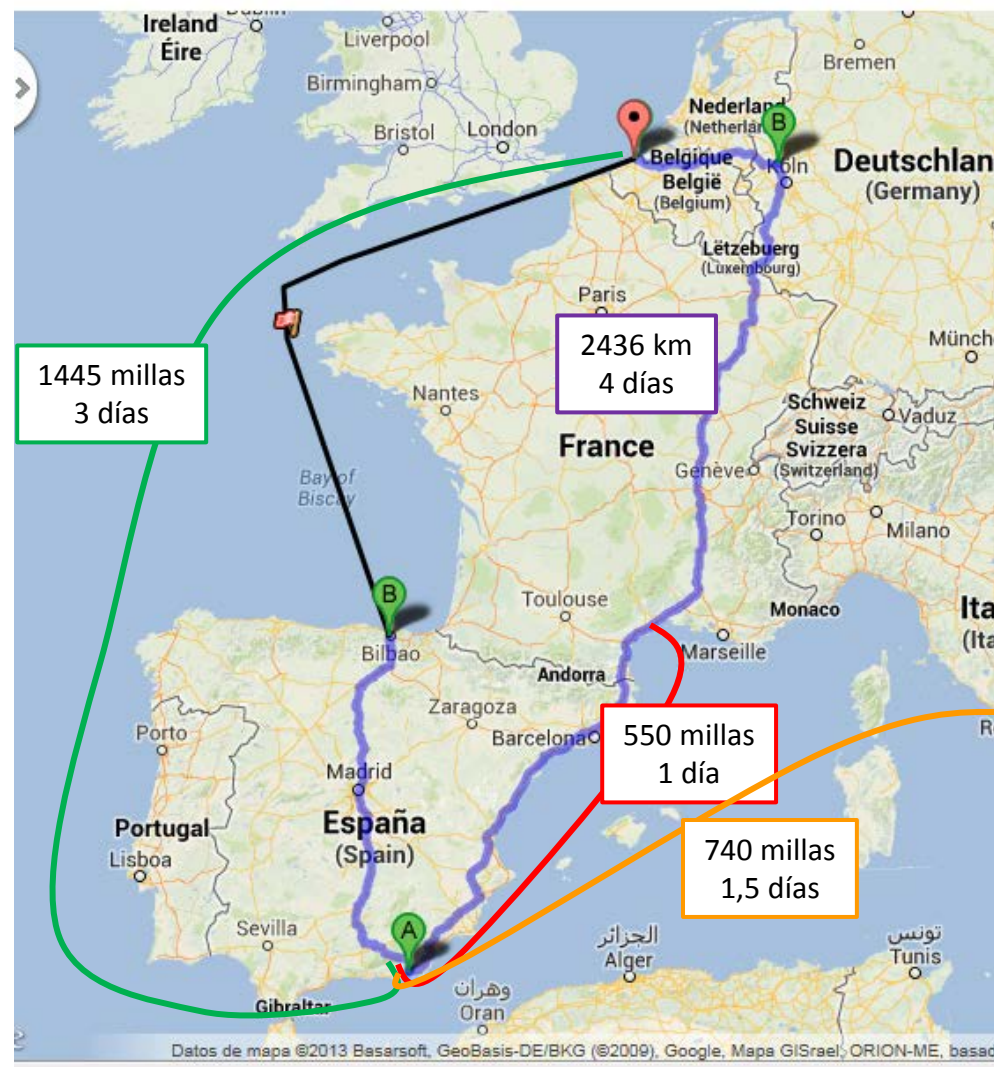 Ireland
Éire
Liverpool
Birmingham
Bristol
London
Bremen
Nederland
(Netherlan
B
Belgique
België
(Belgium)
Köln
Deutschlan
(Germany)
Lëtzebuerg
(Luxembourg)
Paris
2436 km
4 días
1445 millas
3 días
Münch
Nantes
Schweiz
Suisse
Svizzera
(Switzerland)
Vaduz
France
Genève
Bay of
Biscay
Torino
Milano
B
Toulouse
Monaco
Ita
(Ita
Bilbao
Marseille
Andorra
Zaragoza
Barcelona
550 millas
1 día
R
Porto
Madrid
España
(Spain)
Portugal
Lisboa
740 millas
1,5 días
A
Sevilla
الجزائر
Alger
تونس
Tunis
وهران
Oran
Gibraltar
Datos de mapa ©2013 Basarsoft, GeoBasis-DE/BKG (©2009), Google, Mapa GISrael, ORION-ME, basad